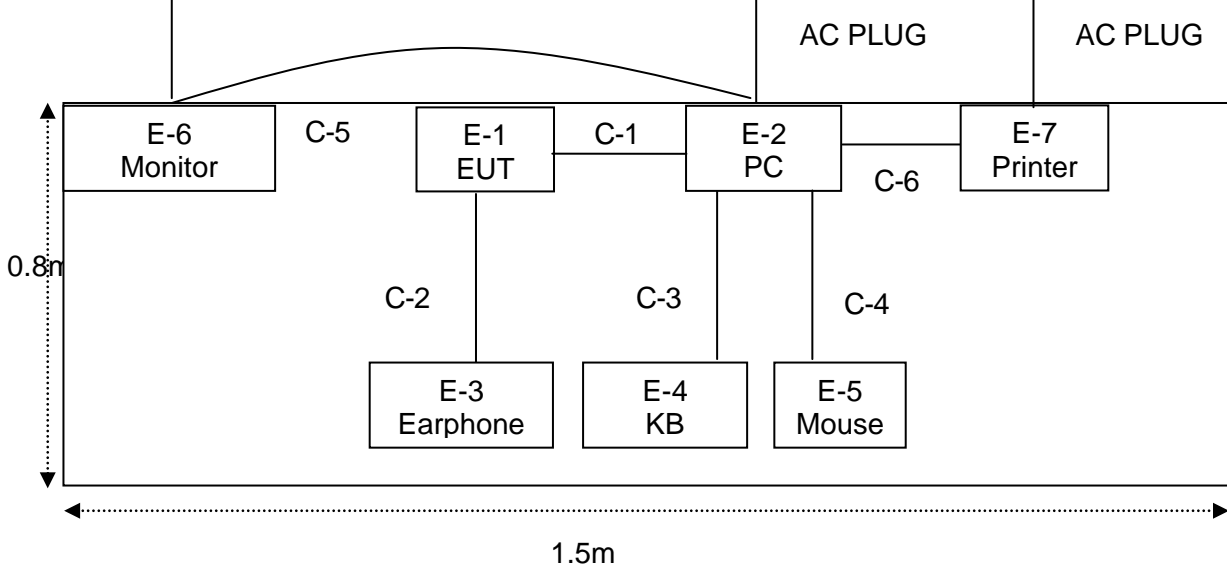 AC PLUG
AC PLUG
E-6
Monitor
C-5
E-1
EUT
C-1
E-2
PC
C-6
E-7
Printer
0.8m
C-2
C-3
C-4
E-3
Earphone
E-4
KB
E-5
Mouse
1.5m